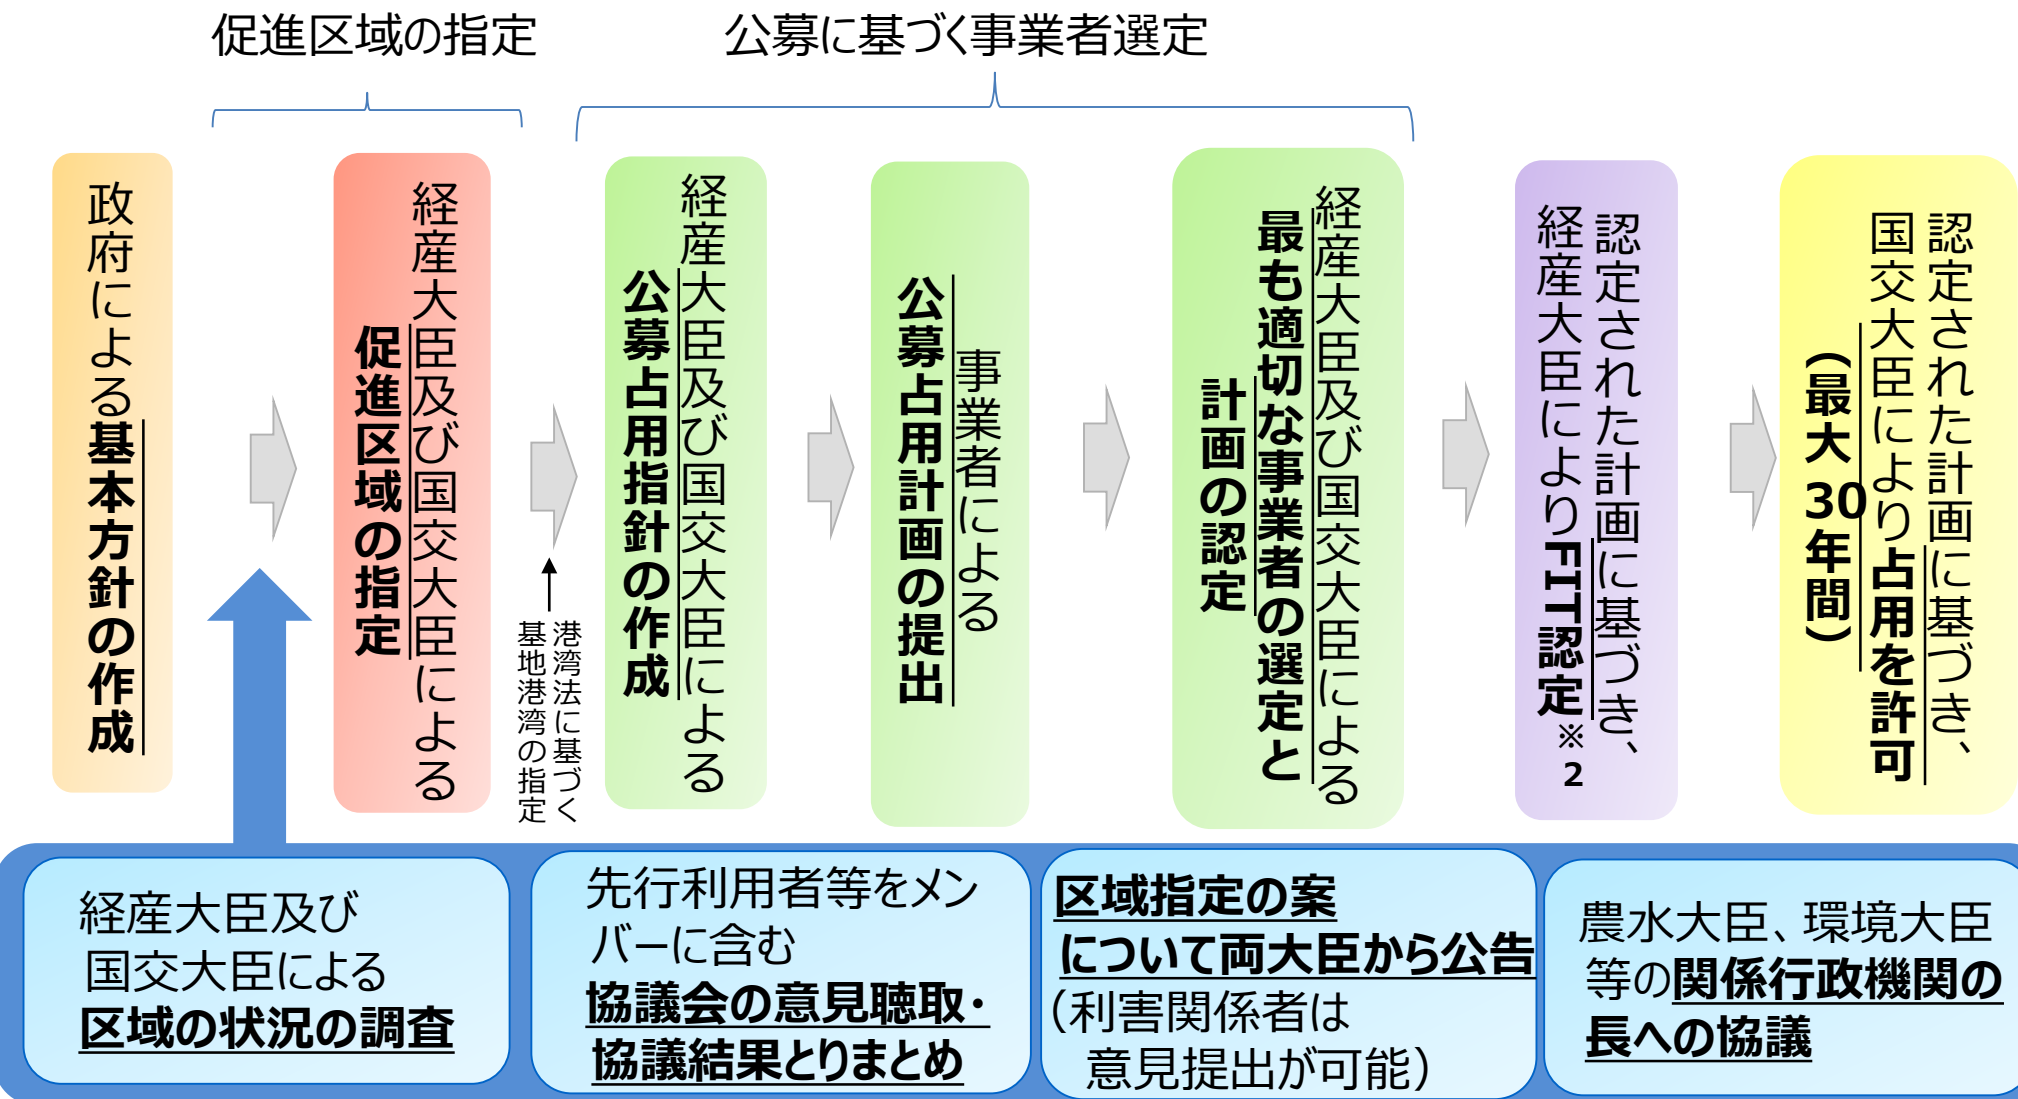 促進区域の指定
公募に基づく事業者選定
政府による基本方針の作成
経産大臣及び国交大臣による
促進区域の指定
港湾法に基づく
基地港湾の指定
経産大臣及び国交大臣による
公募占用指針の作成
事業者による
公募占用計画の提出
経産大臣及び国交大臣による
最も適切な事業者の選定と
計画の認定
認定された計画に基づき、
経産大臣によりFIT認定※2
認定された計画に基づき、
国交大臣により占用を許可
(最大30年間)
経産大臣及び
国交大臣による
区域の状況の調査
先行利用者等をメン
バーに含む
協議会の意見聴取・
協議結果とりまとめ
区域指定の案
について両大臣から公告
(利害関係者は
意見提出が可能)
農水大臣、環境大臣
等の関係行政機関の
長への協議